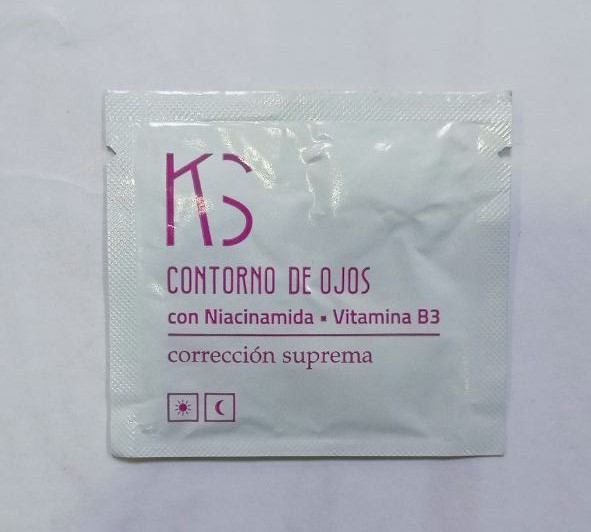 KS
CONTORNO DE OJOS
con Niacinamida ▪ Vitamina B3
corrección suprema